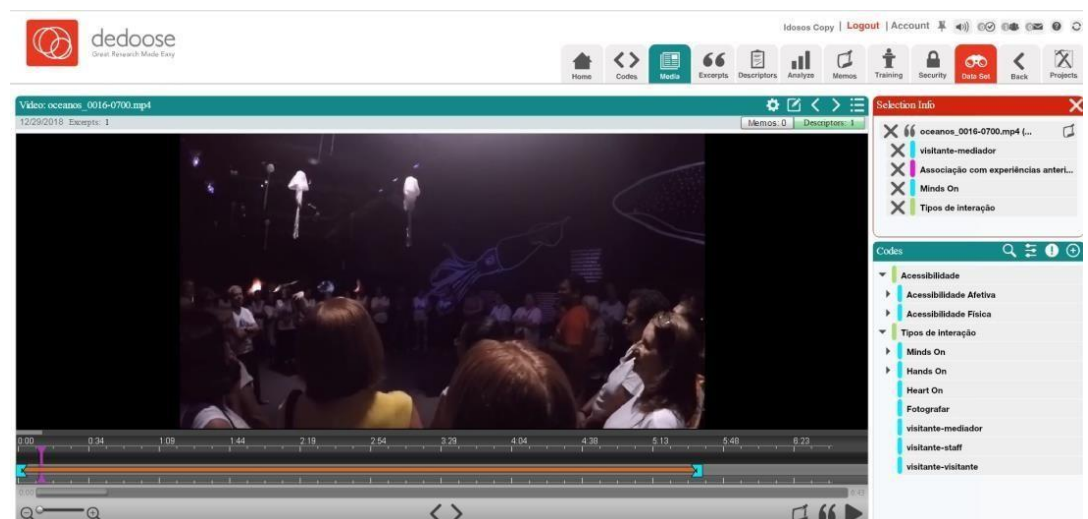 Idosos Copy | Logout | Account
dedoose
Great Research Made Easy
Home Codes Media Excerpts Descriptors Analyze Memos Training Security Data Set Back Projects
Video: oceanos_0016-0700.mp4
12/29/2018 Excerpts: 1
Memos: 0 Descriptors: 1
0:00 0:34 1:09 1:44 2:19 2:54 3:29 4:04 4:38 5:13 5:48 6:23
0:00
Selection Info
oceanos_0016-0700.mp4 (...
visitante-mediador
Associação com experiências anteri...
Minds On
Tipos de interação
Codes
Acessibilidade
Acessibilidade Afetiva
Acessibilidade Física
Tipos de interação
Minds On
Hands On
Heart On
Fotografar
visitante-mediador
visitante-staff
visitante-visitante